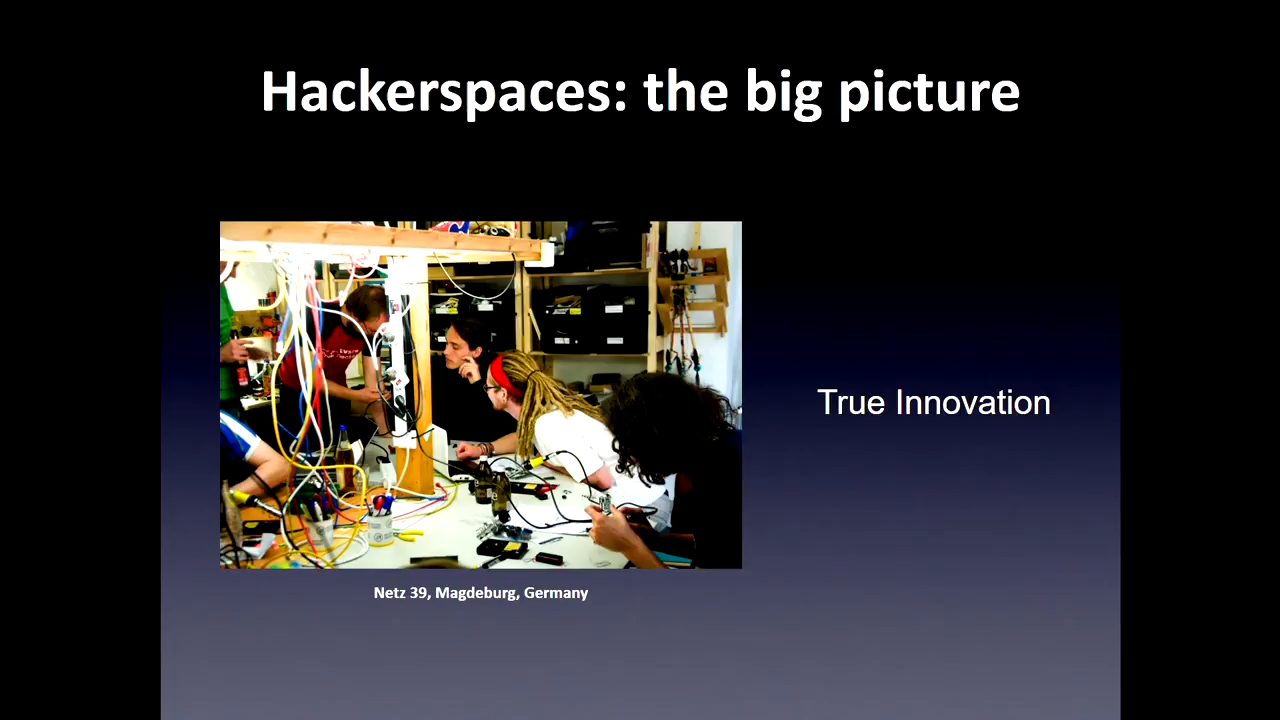 Hackerspaces: the big picture
True Innovation
Netz 39, Magdeburg, Germany